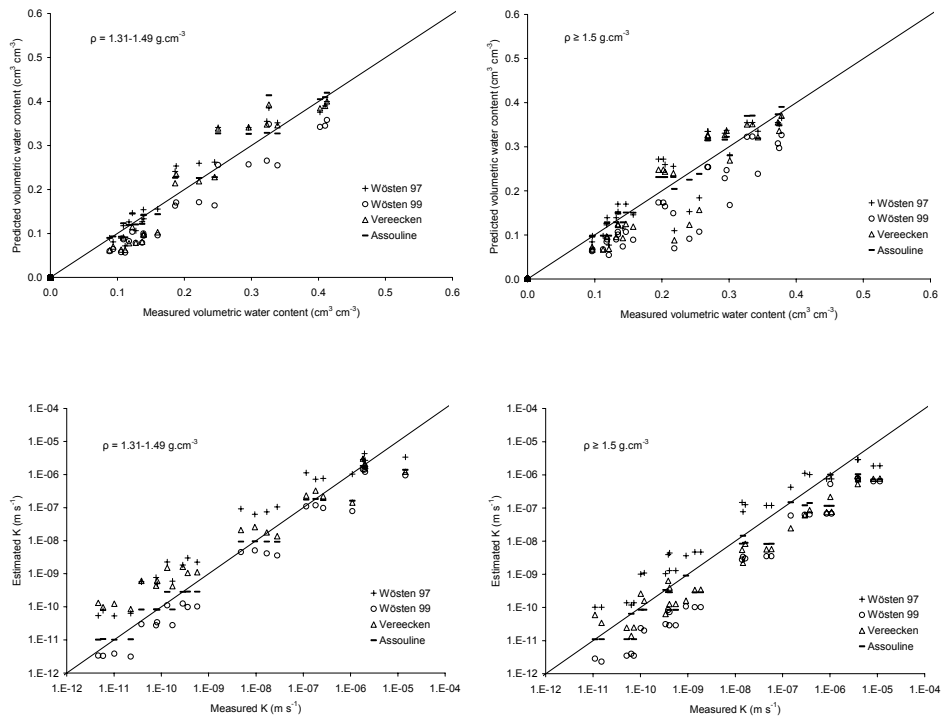 ρ = 1.31-1.49 g.cm⁻³
Predicted volumetric water content (cm³ cm⁻³)
0.6
0.5
0.4
0.3
0.2
0.1
0.0
Wösten 97
Wösten 99
Vereecken
Assouline
0.0 0.1 0.2 0.3 0.4 0.5 0.6
Measured volumetric water content (cm³ cm⁻³)
ρ ≥ 1.5 g.cm⁻³
Predicted volumetric water content (cm³ cm⁻³)
0.6
0.5
0.4
0.3
0.2
0.1
0.0
Wösten 97
Wösten 99
Vereecken
Assouline
0.0 0.1 0.2 0.3 0.4 0.5 0.6
Measured volumetric water content (cm³ cm⁻³)
ρ = 1.31-1.49 g.cm⁻³
Estimated K (m s⁻¹)
1.E-04
1.E-05
1.E-06
1.E-07
1.E-08
1.E-09
1.E-10
1.E-11
1.E-12
Wösten 97
Wösten 99
Vereecken
Assouline
1.E-12 1.E-11 1.E-10 1.E-09 1.E-08 1.E-07 1.E-06 1.E-05 1.E-04
Measured K (m s⁻¹)
ρ ≥ 1.5 g.cm⁻³
Estimated K (m s⁻¹)
1.E-04
1.E-05
1.E-06
1.E-07
1.E-08
1.E-09
1.E-10
1.E-11
1.E-12
Wösten 97
Wösten 99
Vereecken
Assouline
1.E-12 1.E-11 1.E-10 1.E-09 1.E-08 1.E-07 1.E-06 1.E-05 1.E-04
Measured K (m s⁻¹)